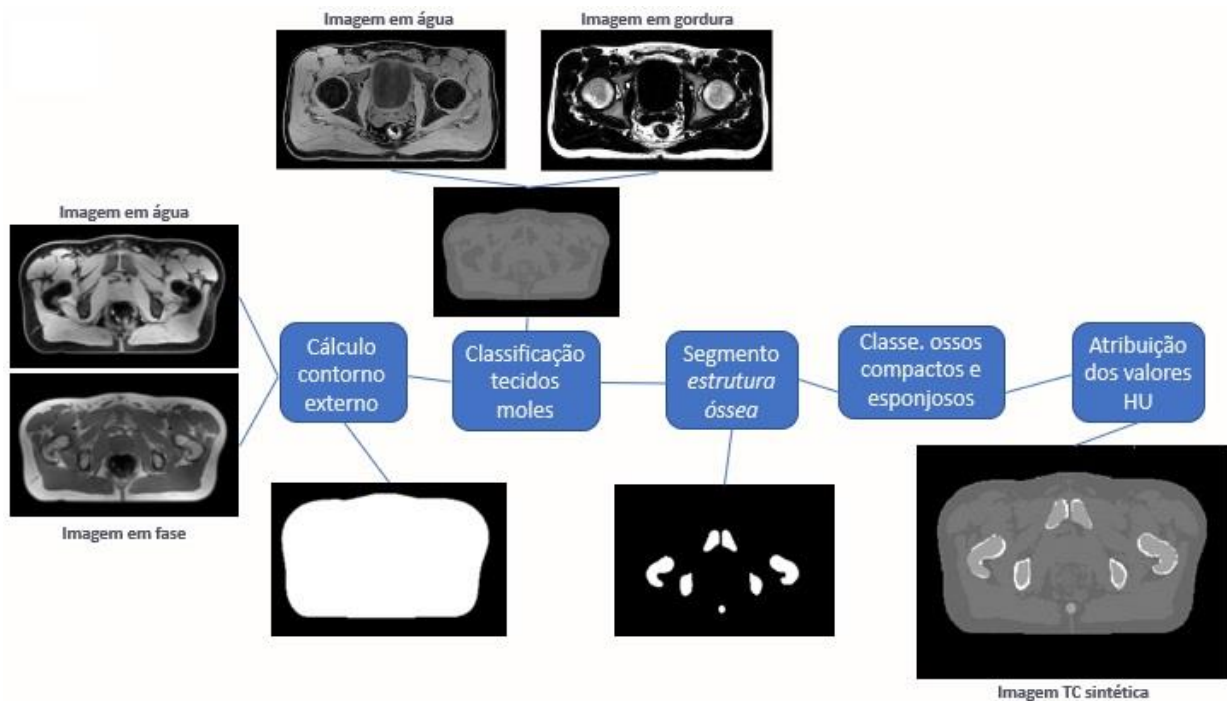 Imagem em água
Imagem em gordura
Imagem em água
Imagem em fase
Cálculo
contorno
externo
Classificação
tecidos
moles
Segmento
estrutura
óssea
Classe. ossos
compactos e
esponjosos
Atribuição
dos valores
HU
Imagem TC sintética